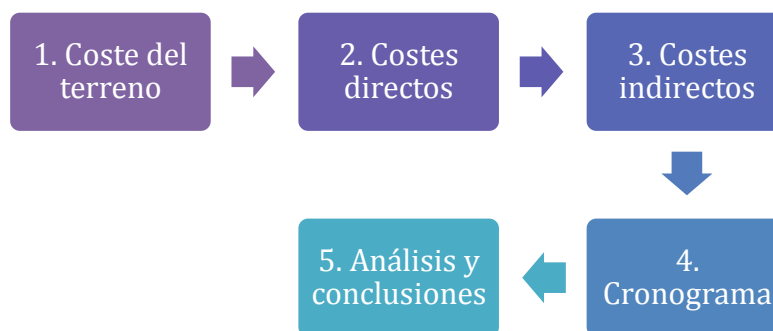 1. Coste del
terreno
2. Costes
directos
3. Costes
indirectos
4.
Cronograma
5. Análisis y
conclusiones